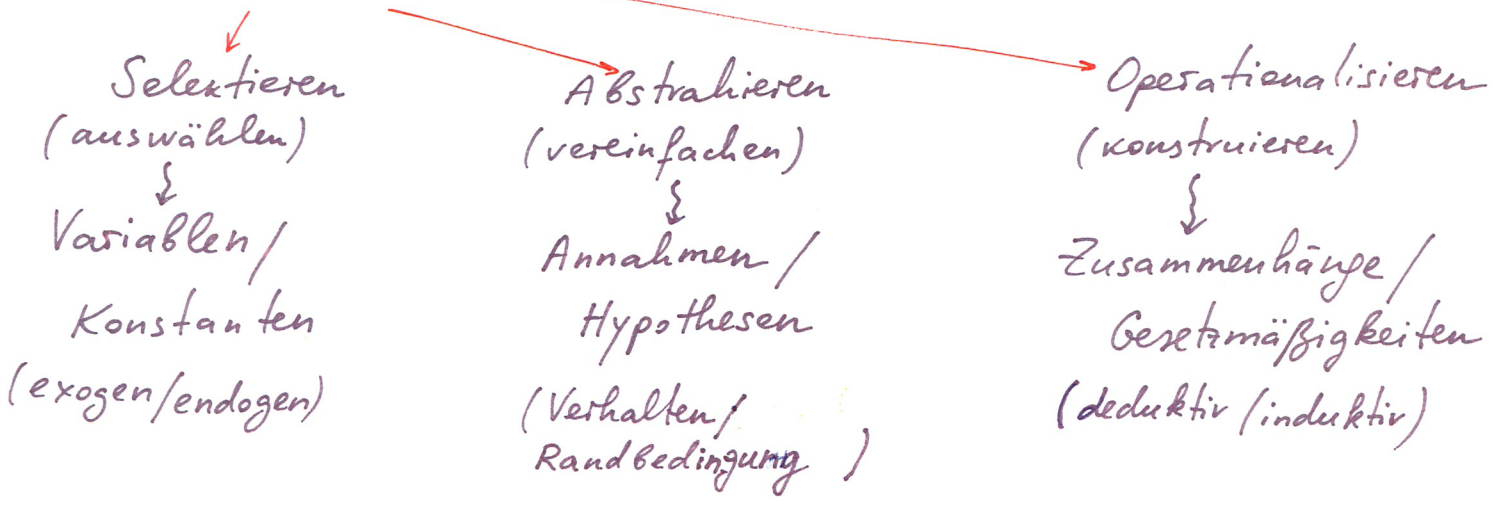 Selektieren
(auswählen)
Variablen/
Konstanten
(exogen/endogen)
Abstrahieren
(vereinfachen)
Annahmen/
Hypothesen
(Verhalten/
Randbedingung)
Operationalisieren
(konstruieren)
Zusammenhänge/
Gesetzmäßigkeiten
(deduktiv/induktiv)